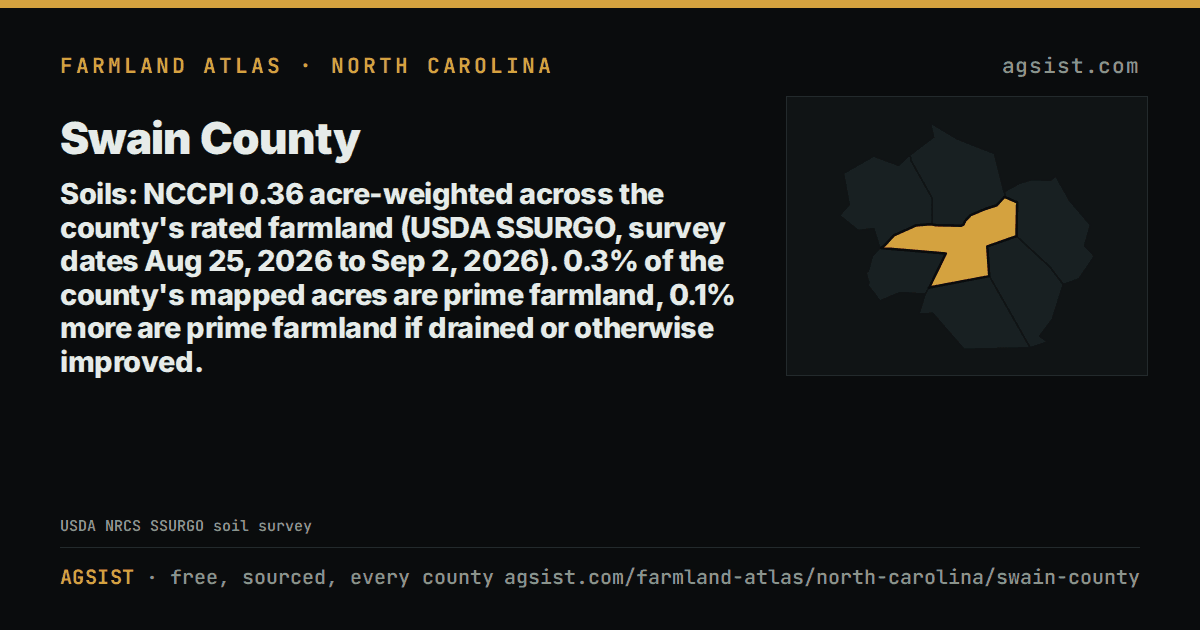 FARMLAND ATLAS · NORTH CAROLINA
agsist.com
Swain County
Soils: NCCPI 0.36 acre-weighted across the
county's rated farmland (USDA SSURGO, survey
dates Aug 25, 2026 to Sep 2, 2026). 0.3% of the
county's mapped acres are prime farmland, 0.1%
more are prime farmland if drained or otherwise
improved.
USDA NRCS SSURGO soil survey
AGSIST · free, sourced, every county agsist.com/farmland-atlas/north-carolina/swain-county